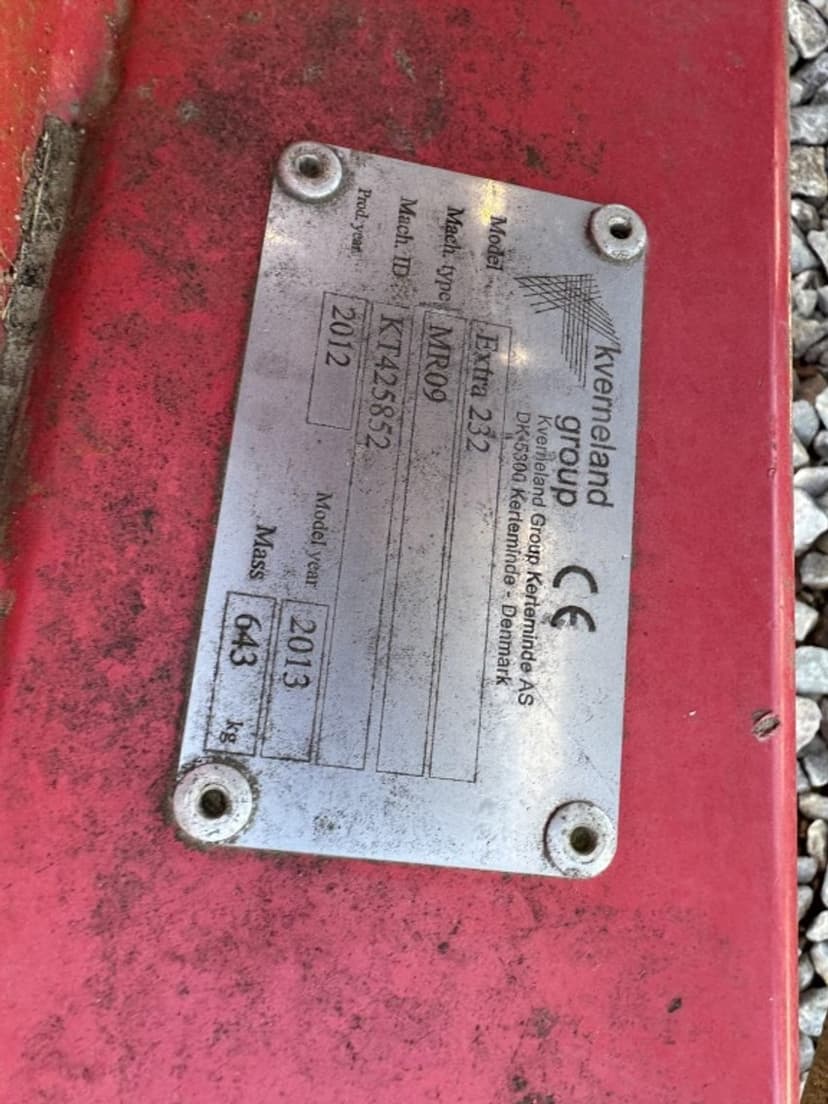 kverneland
group CE
Kverneland Group Kerteminde AS
DK-5300 Kerteminde - Denmark
Model Extra 232
Mach. type MR09
Mach. ID KT425852
Prod. year 2012 Model year 2013
Mass 643 kg